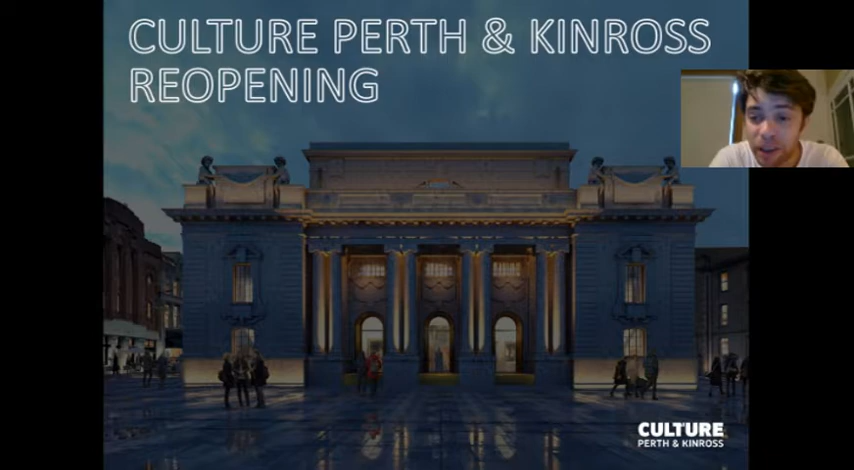 CULTURE PERTH & KINROSS
REOPENING
CULTURE
PERTH & KINROSS